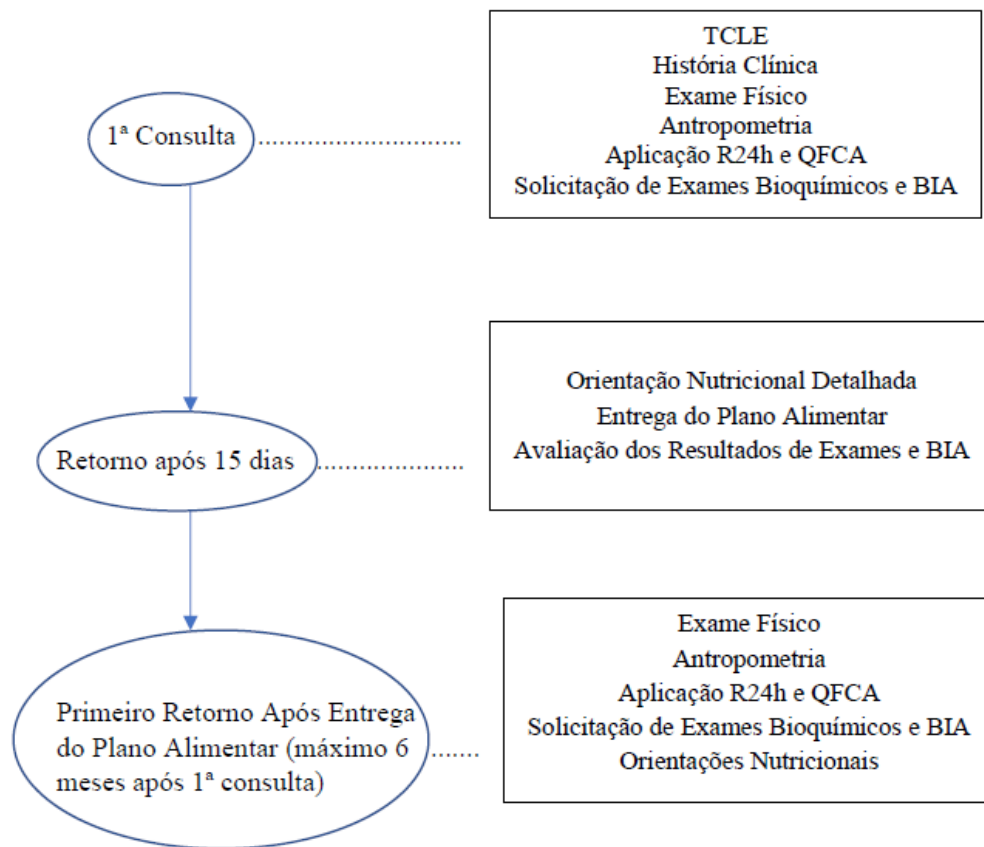 TCLE
História Clínica
Exame Físico
Antropometria
Aplicação R24h e QFCA
Solicitação de Exames Bioquímicos e BIA
1ª Consulta
Orientação Nutricional Detalhada
Entrega do Plano Alimentar
Avaliação dos Resultados de Exames e BIA
Retorno após 15 dias
Exame Físico
Antropometria
Aplicação R24h e QFCA
Solicitação de Exames Bioquímicos e BIA
Orientações Nutricionais
Primeiro Retorno Após Entrega
do Plano Alimentar (máximo 6
meses após 1ª consulta)